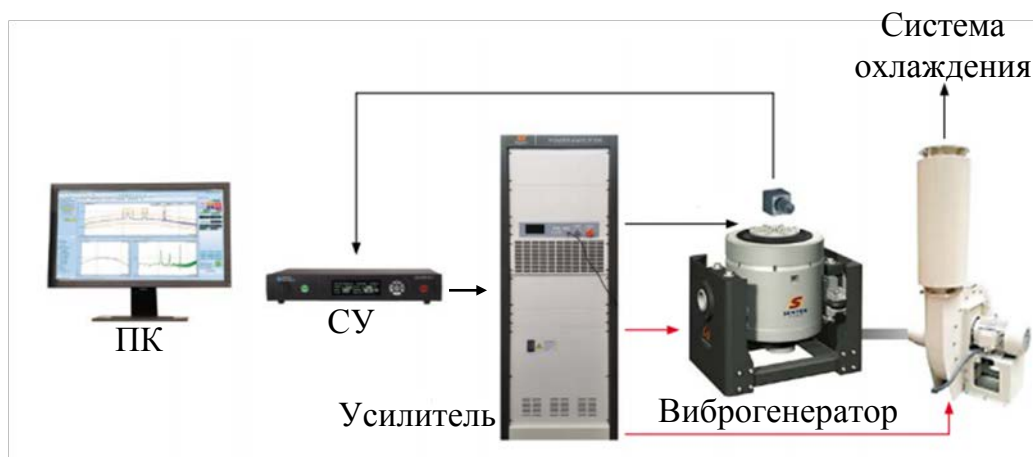 Система
охлаждения
ПК
СУ
Усилитель
Виброгенератор